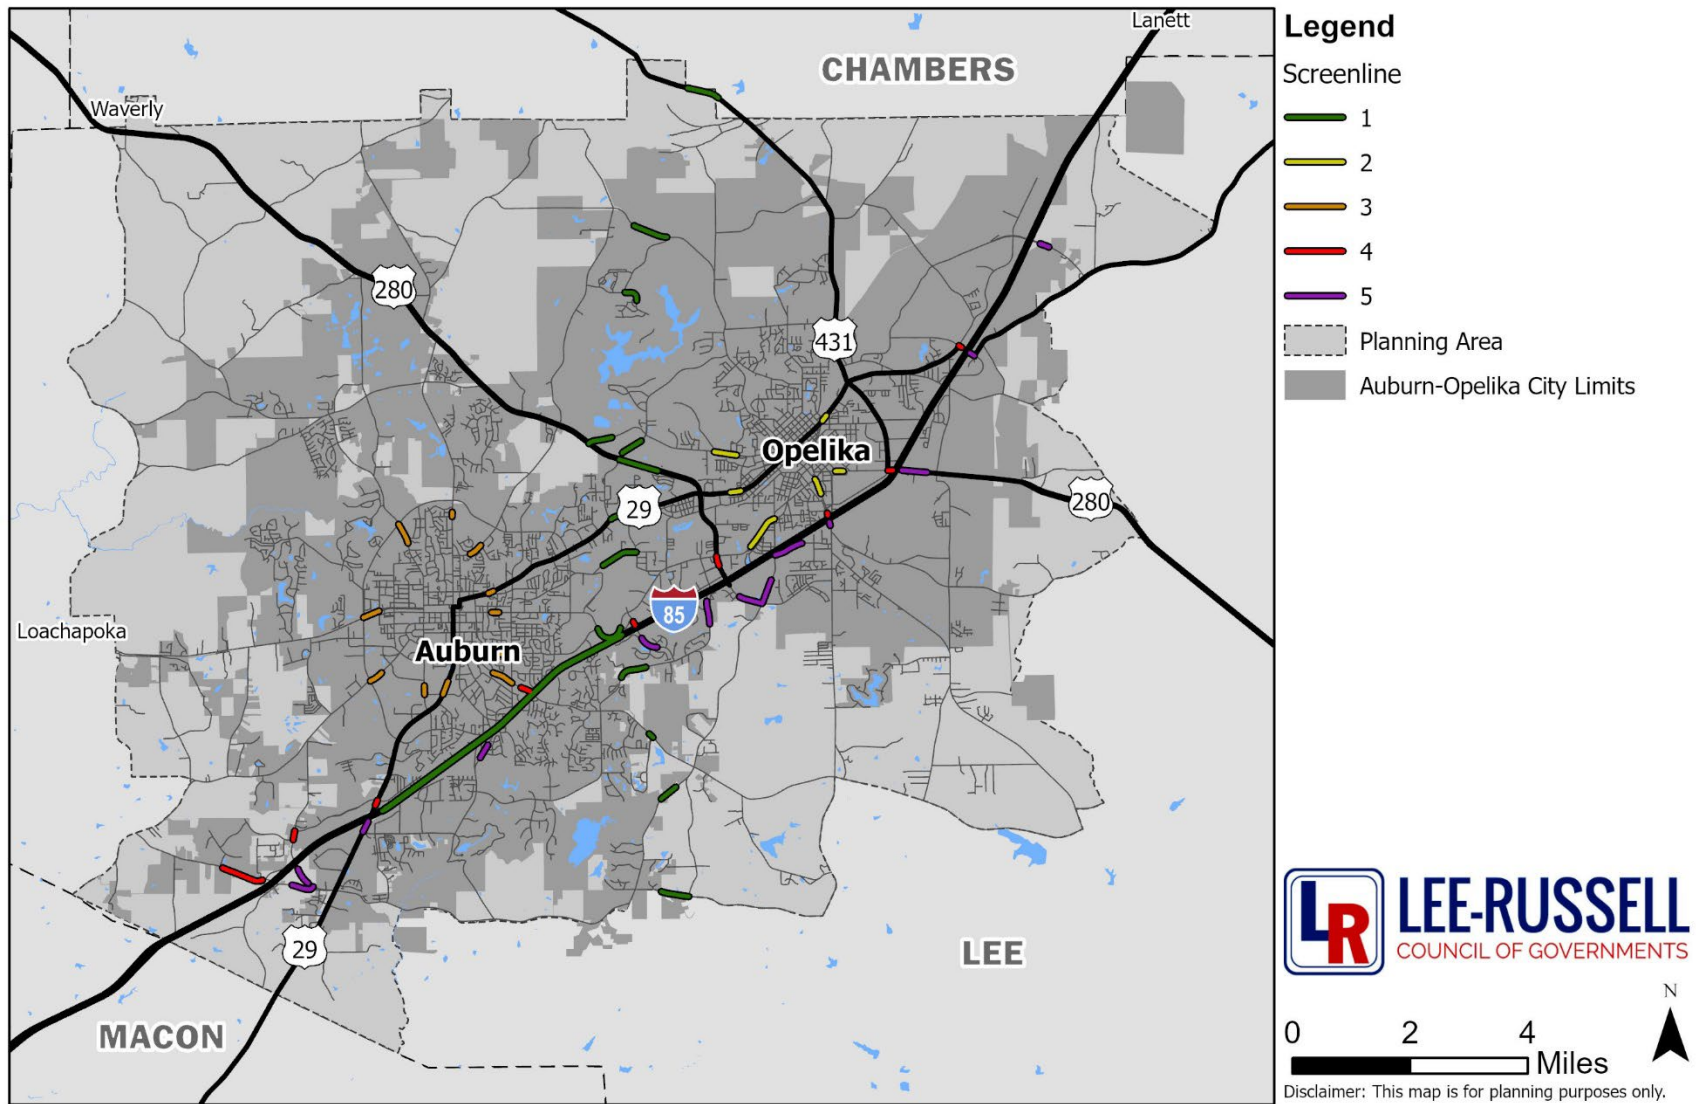 Lanett
CHAMBERS
Waverly
280
431
Opelika
29
280
85
Loachapoka
Auburn
29
LEE
MACON
Legend
Screenline
1
2
3
4
5
Planning Area
Auburn-Opelika City Limits
LR
LEE-RUSSELL
COUNCIL OF GOVERNMENTS
N
0 2 4
Miles
Disclaimer: This map is for planning purposes only.